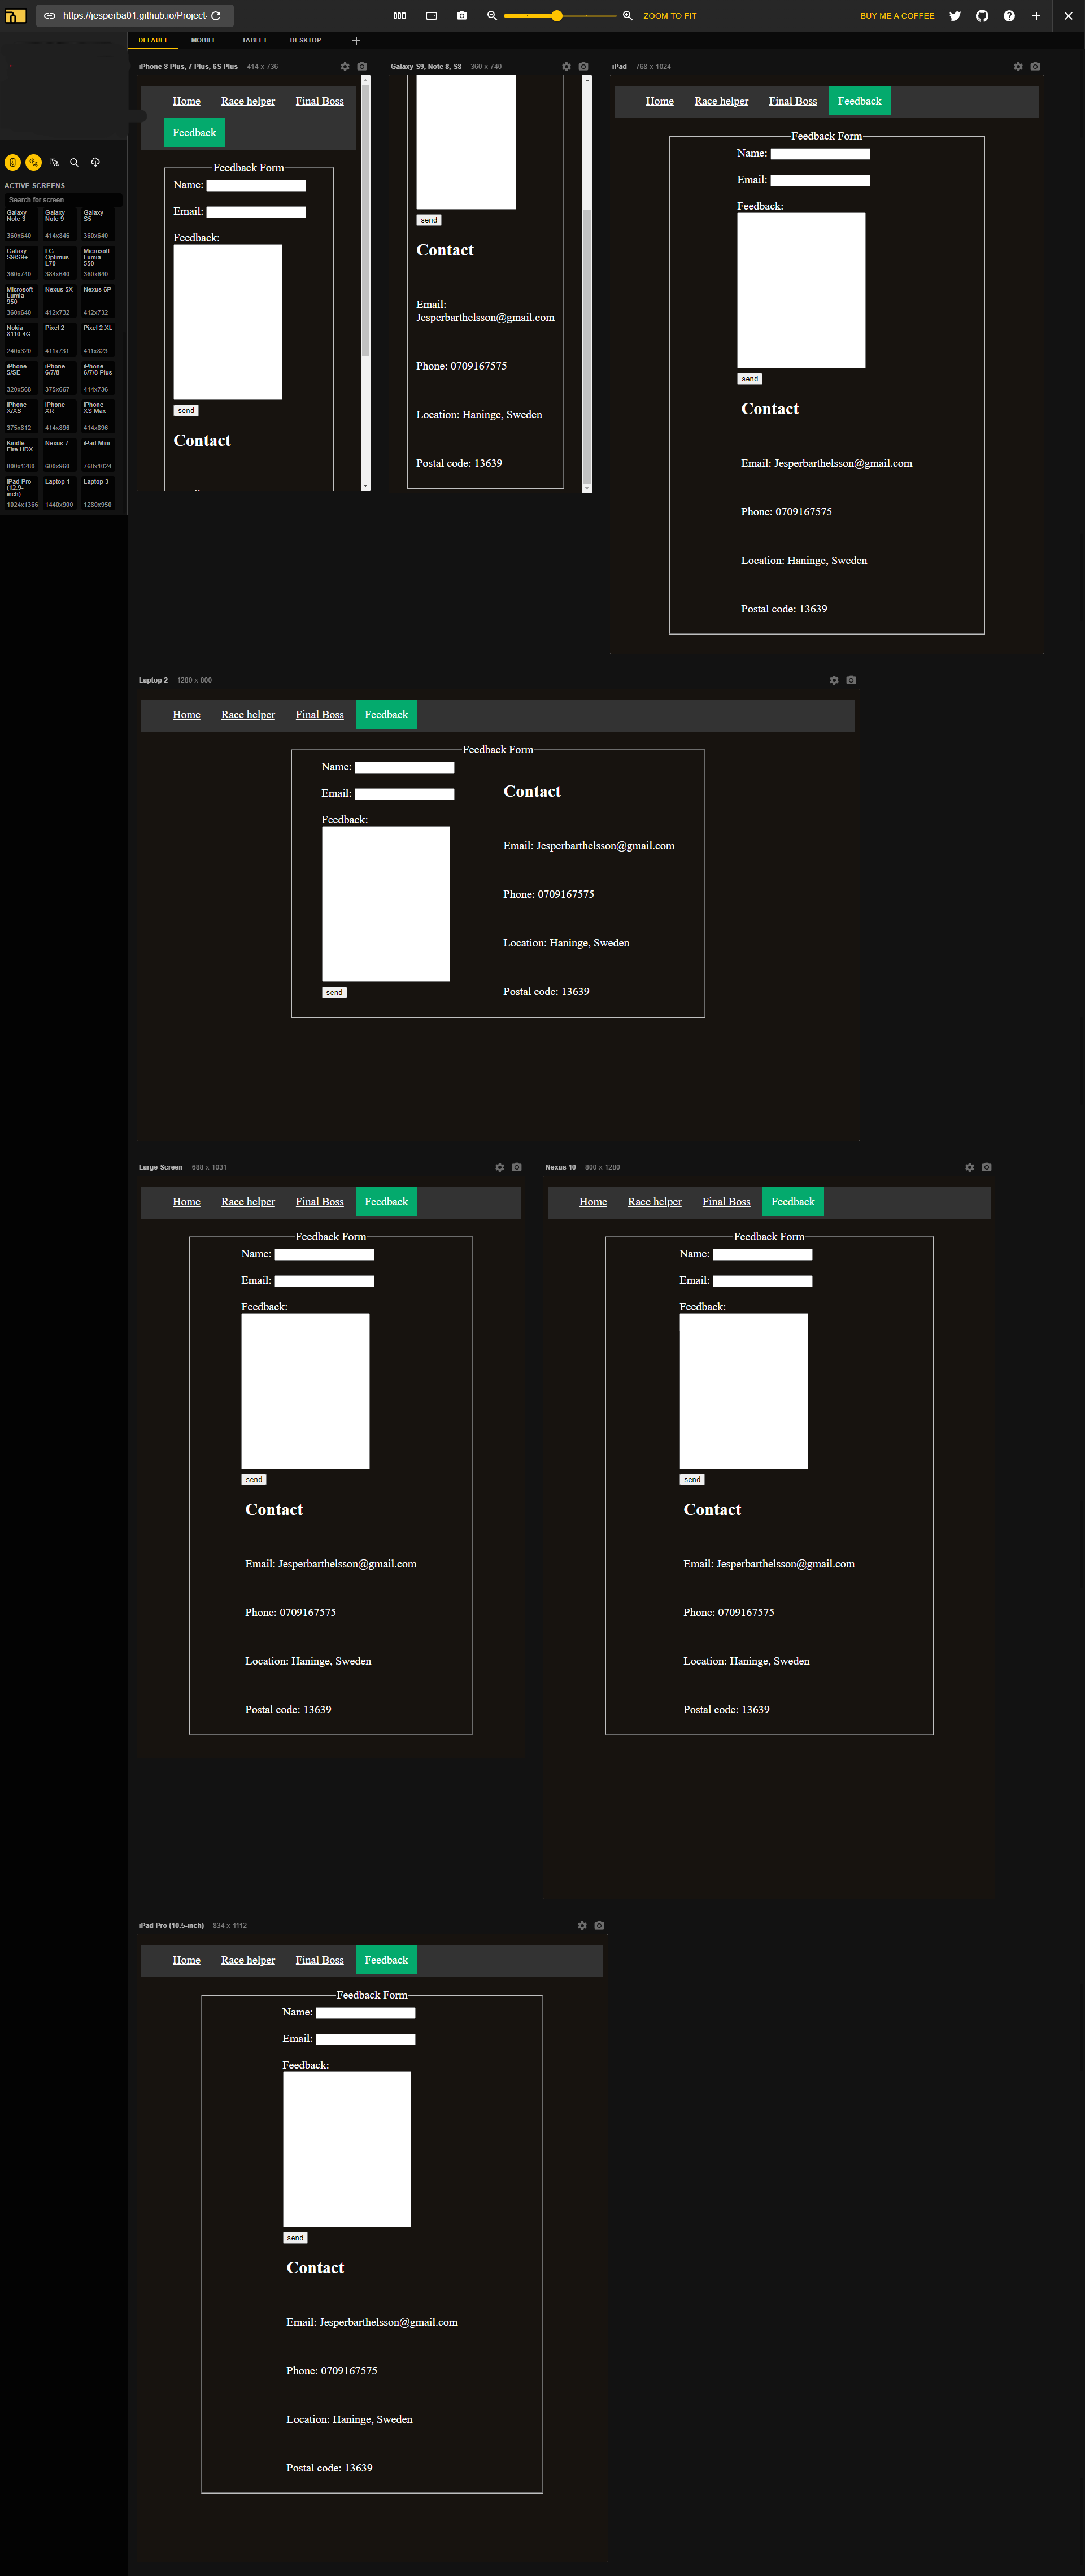 https://jesperba01.github.io/Project
ZOOM TO FIT
BUY ME A COFFEE
DEFAULT
MOBILE
TABLET
DESKTOP
ACTIVE SCREENS
Search for screen
Galaxy Note 3
360x640
Galaxy Note 9
414x846
Galaxy S5
360x640
Galaxy S9/S9+
360x740
LG Optimus L70
384x640
Microsoft Lumia 550
360x640
Microsoft Lumia 950
360x640
Nexus 5X
412x732
Nexus 6P
412x732
Nokia 8110 4G
240x320
Pixel 2
411x731
Pixel 2 XL
411x823
iPhone 5/SE
320x568
iPhone 6/7/8
375x667
iPhone 6/7/8 Plus
414x736
iPhone X/XS
375x812
iPhone XR
414x896
iPhone XS Max
414x896
Kindle Fire HDX
800x1280
Nexus 7
600x960
iPad Mini
768x1024
iPad Pro (12.9-inch)
1024x1366
Laptop 1
1440x900
Laptop 3
1280x950
iPhone 8 Plus, 7 Plus, 6S Plus 414 x 736
Home Race helper Final Boss
Feedback
Feedback Form
Name:
Email:
Feedback:
send
Contact
Galaxy S9, Note 8, S8 360 x 740
send
Contact
Email:
Jesperbarthelsson@gmail.com
Phone: 0709167575
Location: Haninge, Sweden
Postal code: 13639
iPad 768 x 1024
Home Race helper Final Boss Feedback
Feedback Form
Name:
Email:
Feedback:
send
Contact
Email: Jesperbarthelsson@gmail.com
Phone: 0709167575
Location: Haninge, Sweden
Postal code: 13639
Laptop 2 1280 x 800
Home Race helper Final Boss Feedback
Feedback Form
Name:
Email:
Feedback:
send
Contact
Email: Jesperbarthelsson@gmail.com
Phone: 0709167575
Location: Haninge, Sweden
Postal code: 13639
Large Screen 688 x 1031
Home Race helper Final Boss Feedback
Feedback Form
Name:
Email:
Feedback:
send
Contact
Email: Jesperbarthelsson@gmail.com
Phone: 0709167575
Location: Haninge, Sweden
Postal code: 13639
Nexus 10 800 x 1280
Home Race helper Final Boss Feedback
Feedback Form
Name:
Email:
Feedback:
send
Contact
Email: Jesperbarthelsson@gmail.com
Phone: 0709167575
Location: Haninge, Sweden
Postal code: 13639
iPad Pro (10.5-inch) 834 x 1112
Home Race helper Final Boss Feedback
Feedback Form
Name:
Email:
Feedback:
send
Contact
Email: Jesperbarthelsson@gmail.com
Phone: 0709167575
Location: Haninge, Sweden
Postal code: 13639